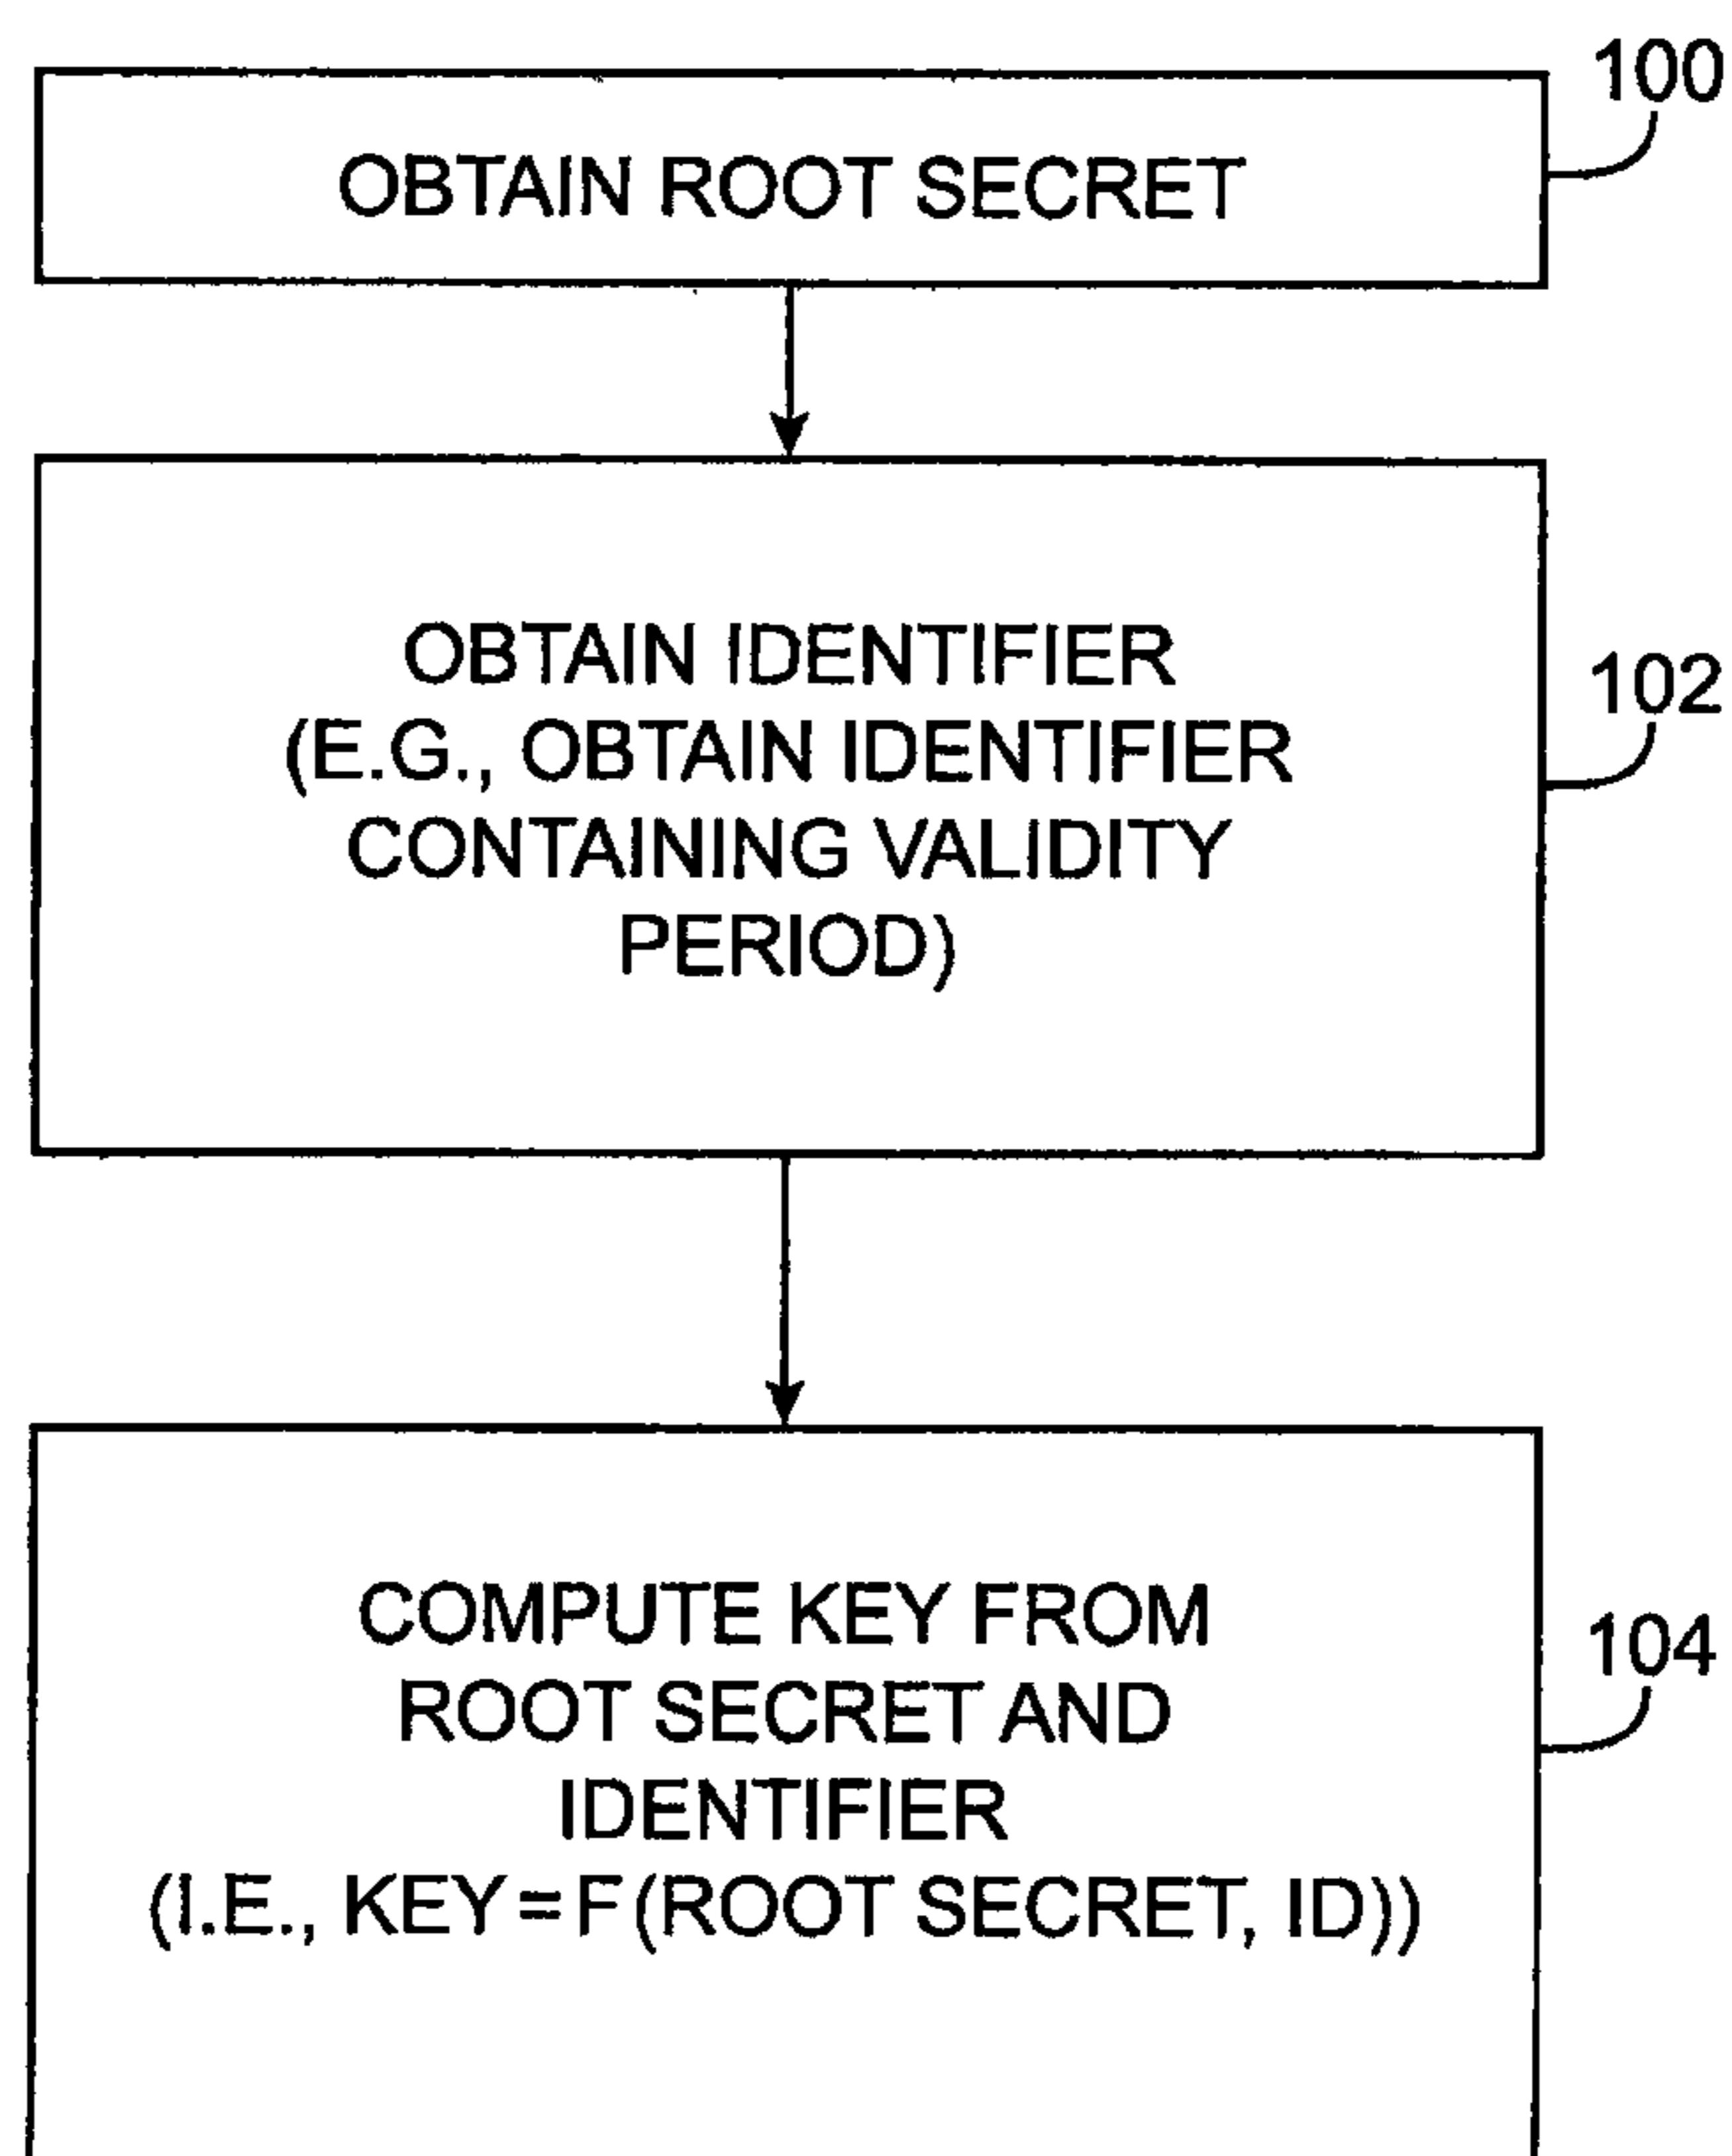 100
OBTAIN ROOT SECRET
OBTAIN IDENTIFIER
(E.G., OBTAIN IDENTIFIER
CONTAINING VALIDITY
PERIOD)
102
COMPUTE KEY FROM
ROOT SECRET AND
IDENTIFIER
(I.E., KEY=F(ROOT SECRET, ID))
104